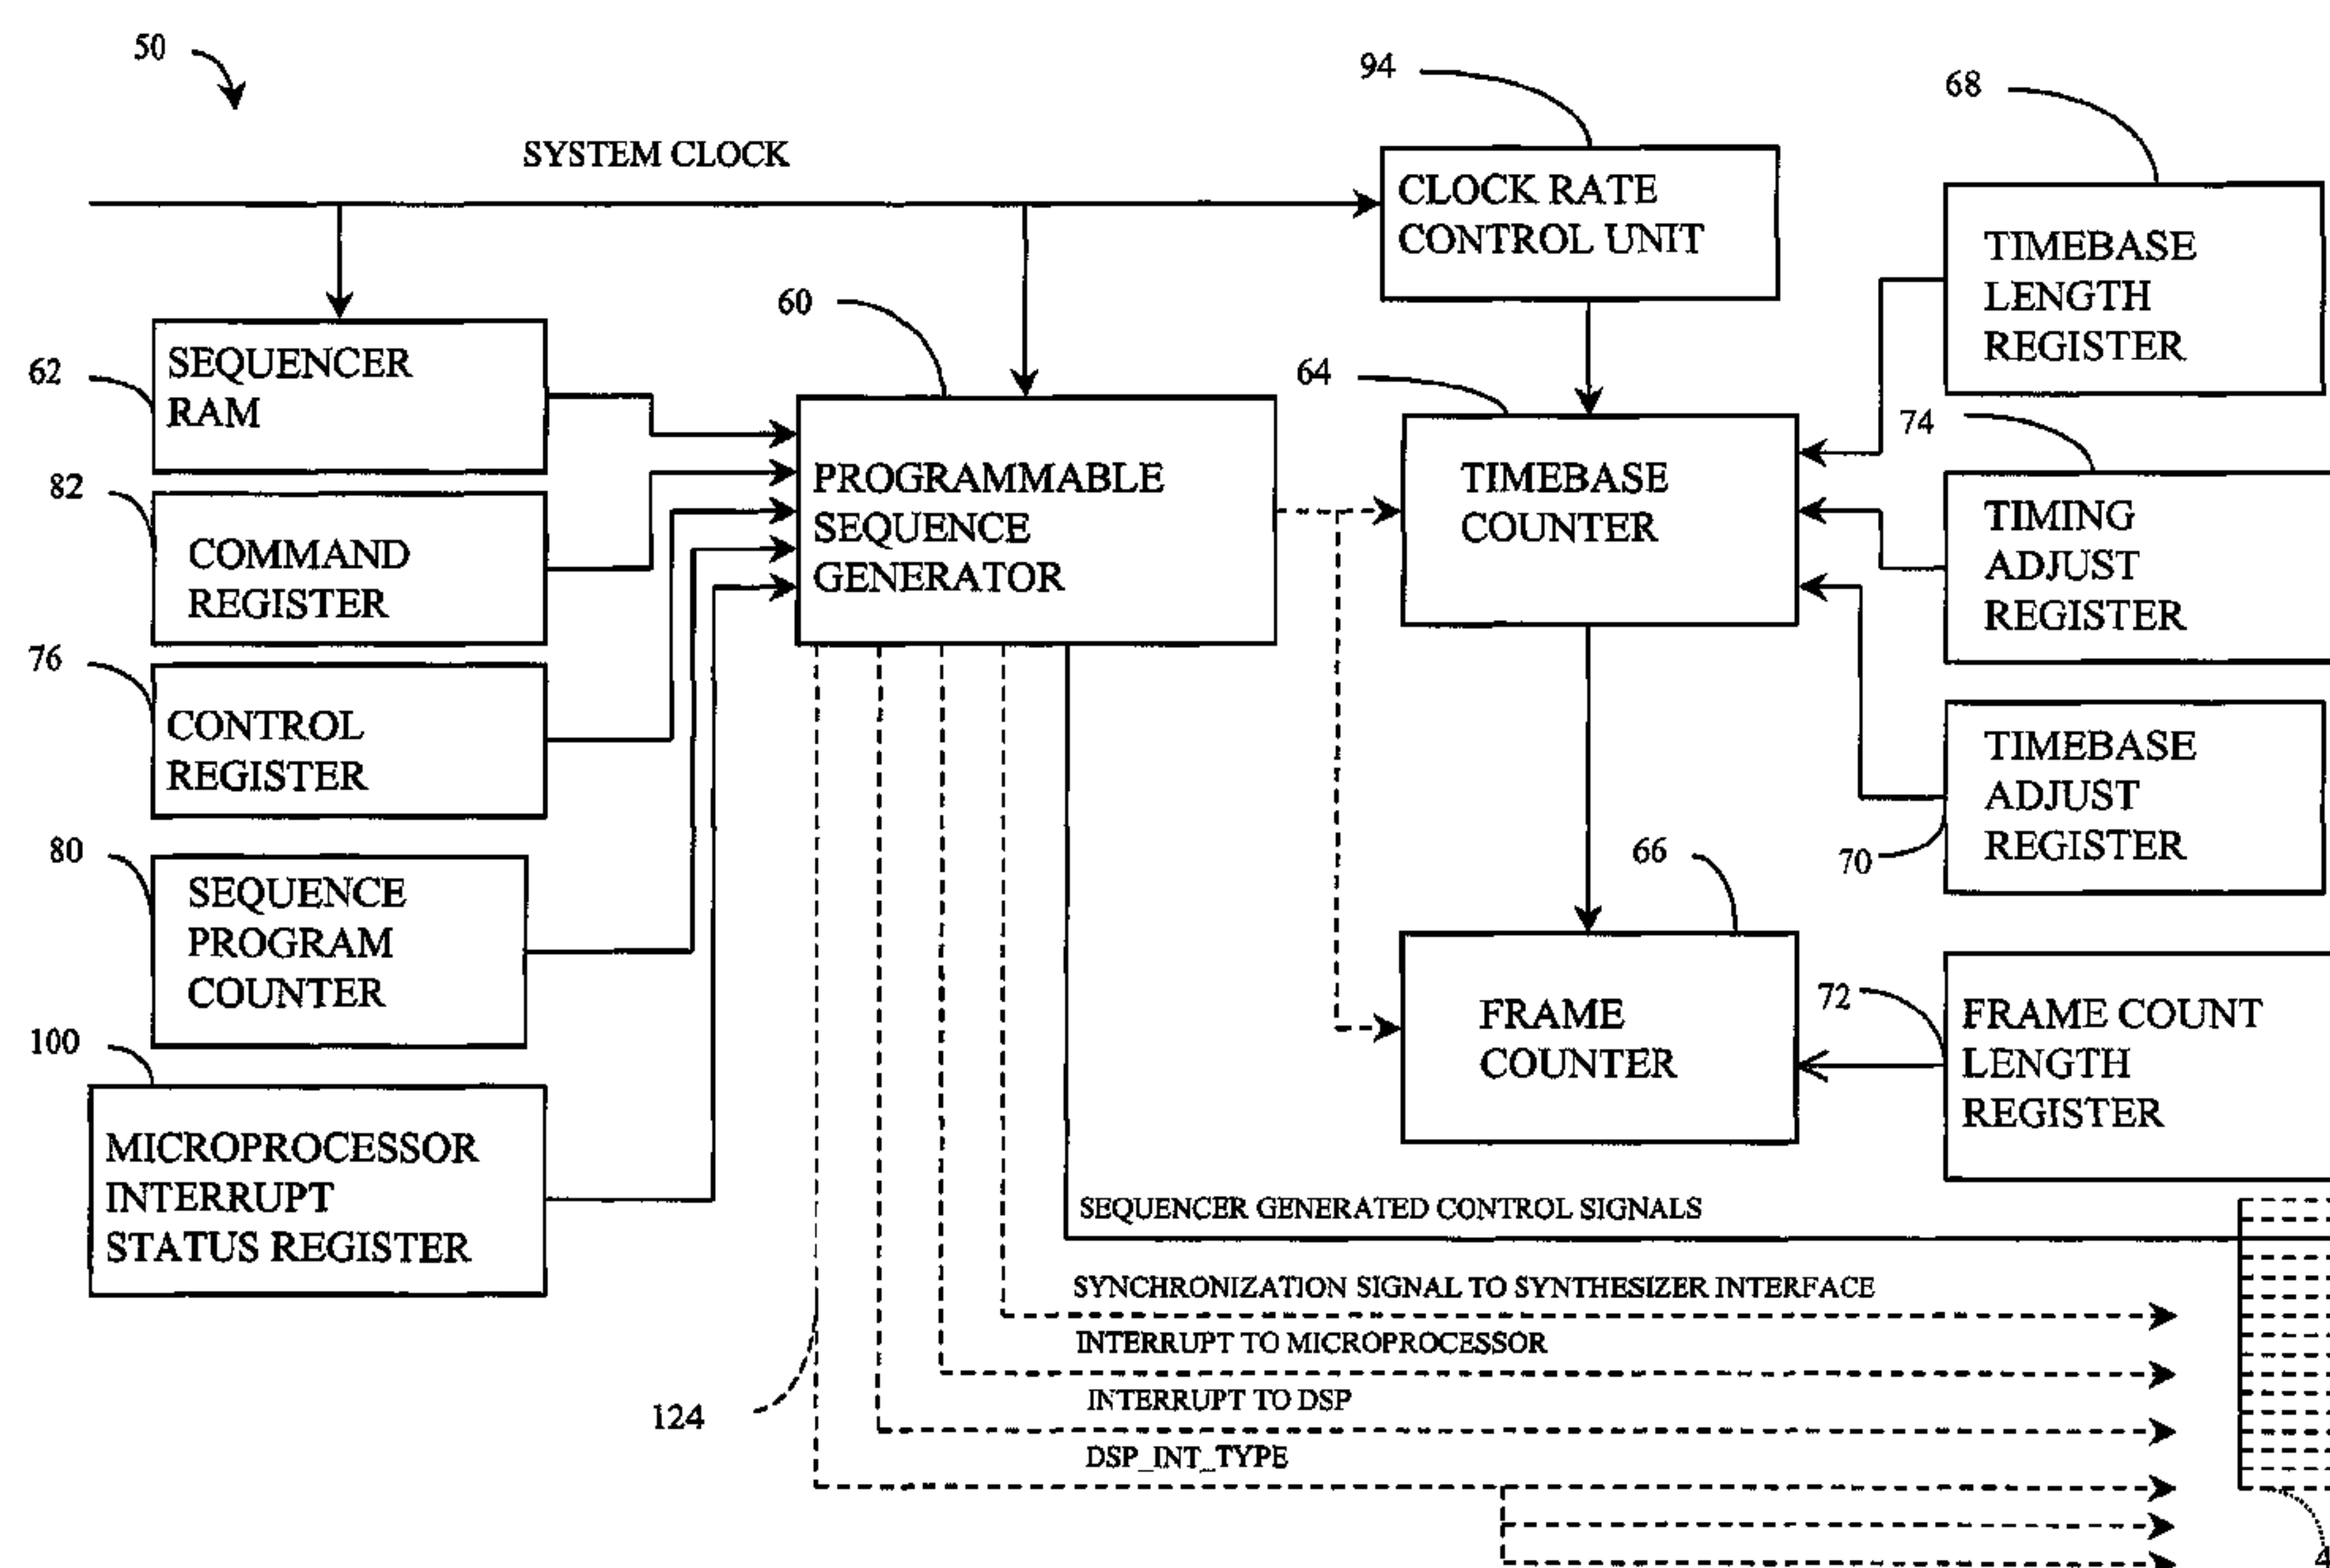 50
94
68
SYSTEM CLOCK
CLOCK RATE
CONTROL UNIT
TIMEBASE
LENGTH
REGISTER
60
62
SEQUENCER
RAM
64
74
82
COMMAND
REGISTER
PROGRAMMABLE
SEQUENCE
GENERATOR
TIMEBASE
COUNTER
TIMING
ADJUST
REGISTER
76
CONTROL
REGISTER
TIMEBASE
ADJUST
REGISTER
70
80
SEQUENCE
PROGRAM
COUNTER
66
72
FRAME
COUNTER
FRAME COUNT
LENGTH
REGISTER
100
MICROPROCESSOR
INTERRUPT
STATUS REGISTER
SEQUENCER GENERATED CONTROL SIGNALS
SYNCHRONIZATION SIGNAL TO SYNTHESIZER INTERFACE
INTERRUPT TO MICROPROCESSOR
INTERRUPT TO DSP
124
DSP_INT_TYPE